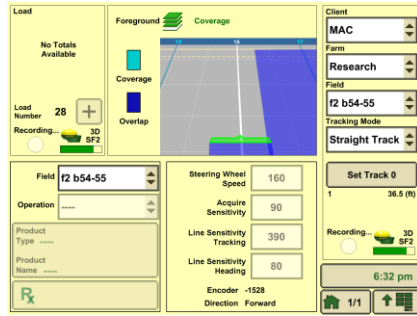 Load
No Totals
Available
Load
Number
28
+
Recording...
3D
SF2
Foreground
Coverage
Coverage
Overlap
15
16
17
Client
MAC
Farm
Research
Field
f2 b54-55
Tracking Mode
Straight Track
Set Track 0
1
36.5 (ft)
Recording...
3D
SF2
Field
f2 b54-55
Operation
----
Product
Type ----
Product
Name ----
Rx
Steering Wheel
Speed
160
Acquire
Sensitivity
90
Line Sensitivity
Tracking
390
Line Sensitivity
Heading
80
Encoder -1528
Direction Forward
6:32 pm
1/1